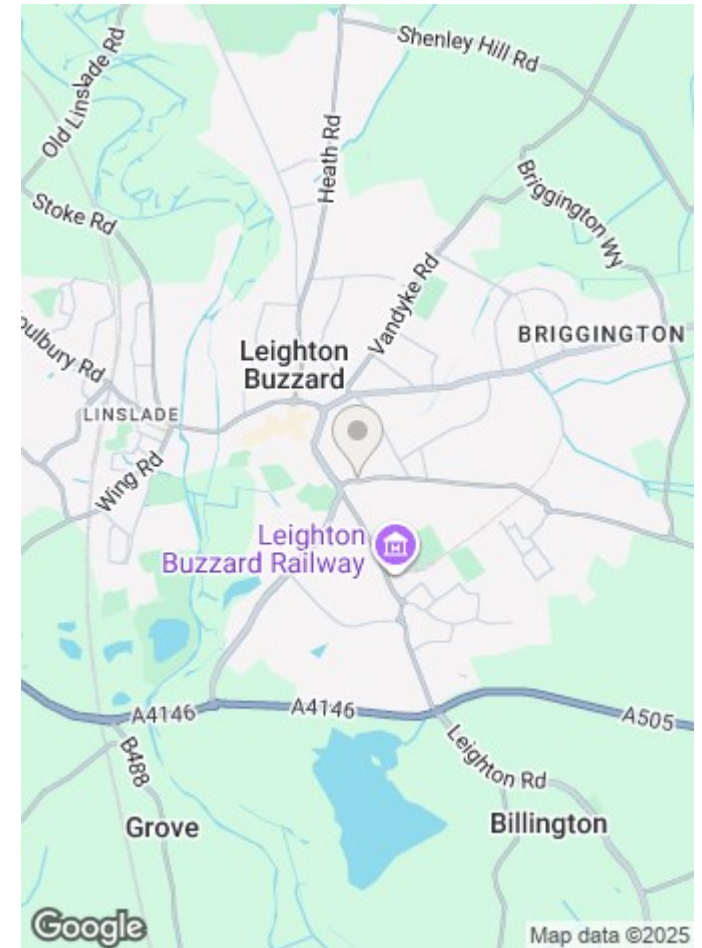 Shenley Hill Rd
Old Linslade Rd
Heath Rd
Briggington Wy
Stoke Rd
Vandyke Rd
BRIGGINGTON
Leighton
Buzzard
oulbury Rd
LINSLADE
Wing Rd
Leighton
Buzzard Railway
A4146
A4146
A505
B488
Leighton Rd
Grove
Billington
Google
Map data ©2025